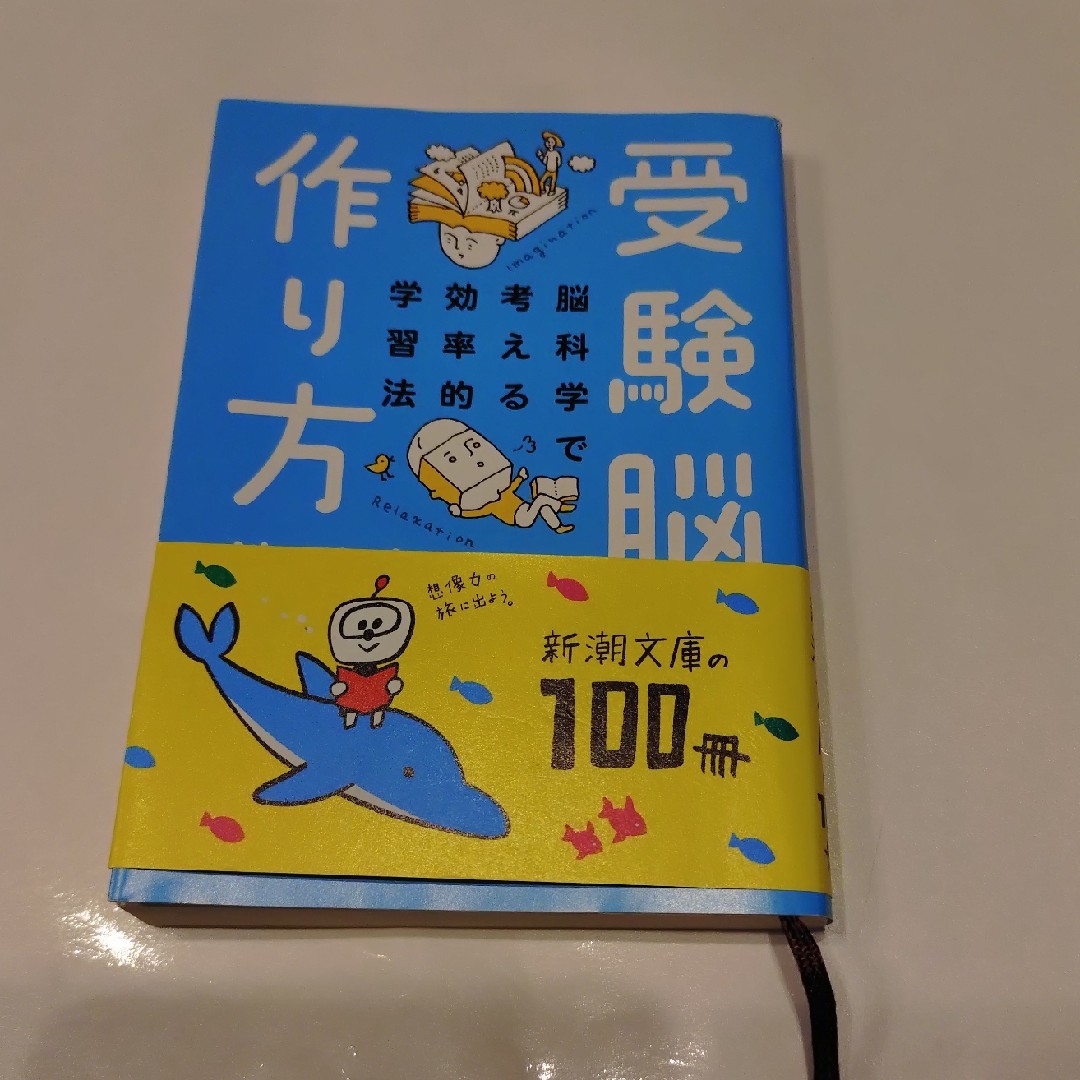 受験脳
作り方
脳科学で
考える
効率的
学習法
Imagination
Relaxation
想像力の
旅に出よう。
新潮文庫の
100冊